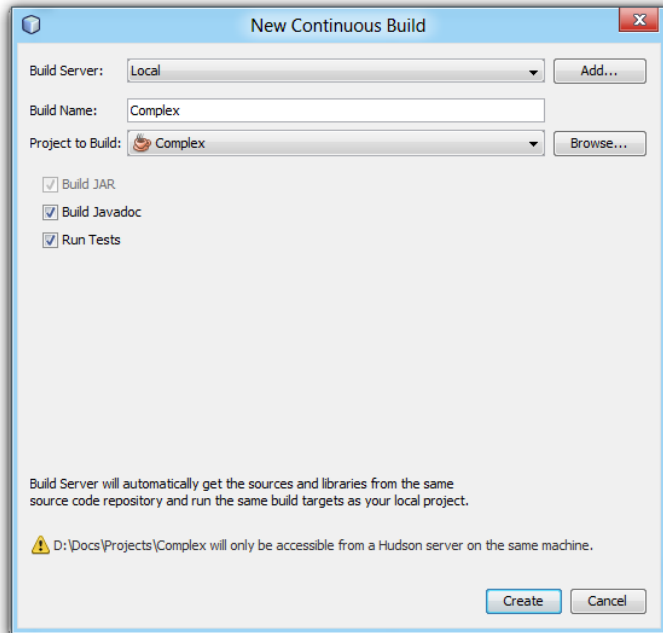 New Continuous Build
Build Server: Local Add...
Build Name: Complex
Project to Build: Complex Browse...
Build JAR
Build Javadoc
Run Tests
Build Server will automatically get the sources and libraries from the same
source code repository and run the same build targets as your local project.
D:\Docs\Projects\Complex will only be accessible from a Hudson server on the same machine.
Create Cancel